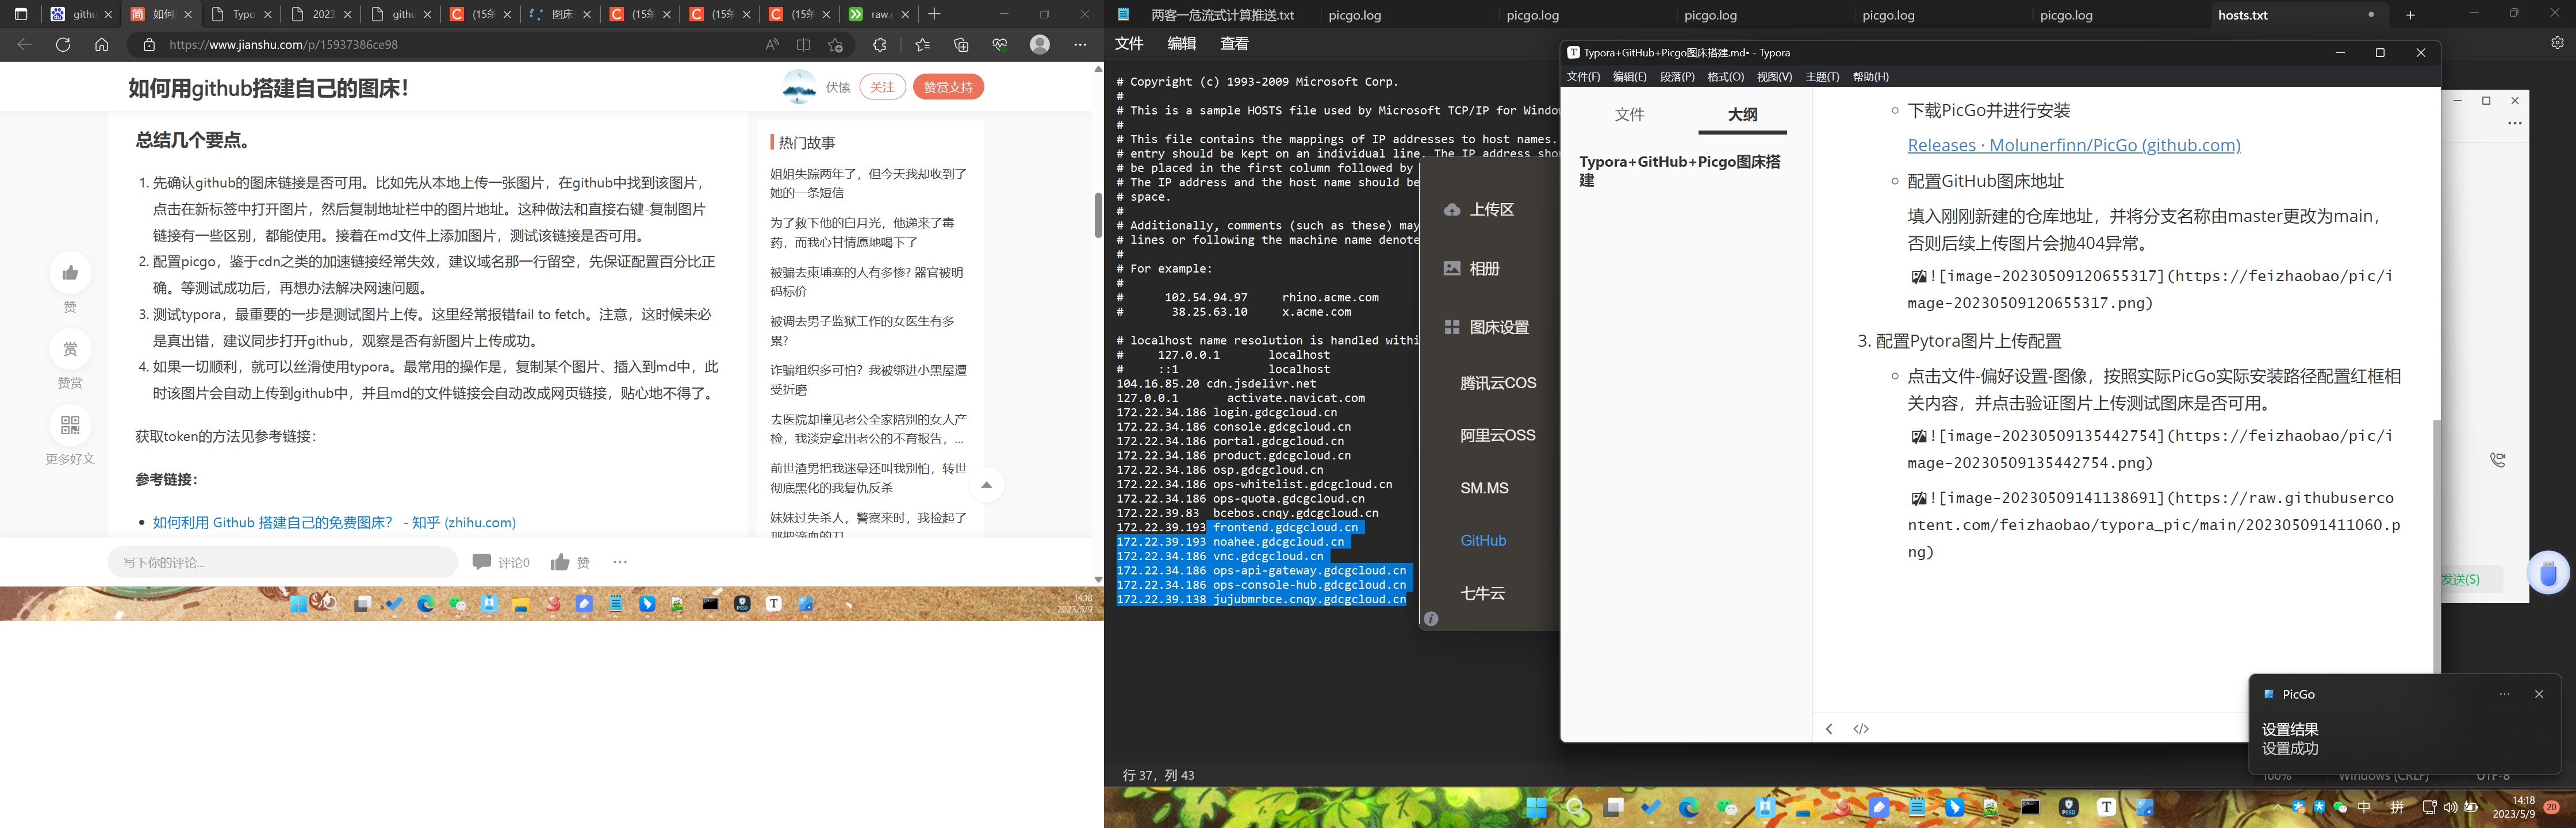 githu
如何
Typo
2023
githu
(15条
图床
(15条
(15条
(15条
raw.g
https://www.jianshu.com/p/15937386ce98
如何用github搭建自己的图床！
伏愫
关注
赞赏支持
总结几个要点。
1. 先确认github的图床链接是否可用。比如先从本地上传一张图片，在github中找到该图片，
点击在新标签中打开图片，然后复制地址栏中的图片地址。这种做法和直接右键-复制图片
链接有一些区别，都能使用。接着在md文件上添加图片，测试该链接是否可用。
2. 配置picgo，鉴于cdn之类的加速链接经常失效，建议域名那一行留空，先保证配置百分比正
确。等测试成功后，再想办法解决网速问题。
3. 测试typora，最重要的一步是测试图片上传。这里经常报错fail to fetch。注意，这时候未必
是真出错，建议同步打开github，观察是否有新图片上传成功。
4. 如果一切顺利，就可以丝滑使用typora。最常用的操作是，复制某个图片、插入到md中，此
时该图片会自动上传到github中，并且md的文件链接会自动改成网页链接，贴心地不得了。
获取token的方法见参考链接：
参考链接：
如何利用 Github 搭建自己的免费图床？ - 知乎 (zhihu.com)
赞
赏
赞赏
更多好文
热门故事
姐姐失踪两年了，但今天我却收到了
她的一条短信
为了救下他的白月光，他递来了毒
药，而我心甘情愿地喝下了
被骗去柬埔寨的人有多惨? 器官被明
码标价
被调去男子监狱工作的女医生有多
累?
诈骗组织多可怕？我被绑进小黑屋遭
受折磨
去医院却撞见老公全家陪别的女人产
检，我淡定拿出老公的不育报告，...
前世渣男把我迷晕还叫我别怕，转世
彻底黑化的我复仇反杀
妹妹过失杀人，警察来时，我捡起了
那把滴血的刀
写下你的评论...
评论0
赞
14:18
2023/5/9
两客一危流式计算推送.txt
picgo.log
picgo.log
picgo.log
picgo.log
picgo.log
hosts.txt
文件
编辑
查看
# Copyright (c) 1993-2009 Microsoft Corp.
#
# This is a sample HOSTS file used by Microsoft TCP/IP for Window
#
# This file contains the mappings of IP addresses to host names.
# entry should be kept on an individual line. The IP address shou
# be placed in the first column followed by
# The IP address and the host name should be
# space.
#
# Additionally, comments (such as these) may
# lines or following the machine name denote
#
# For example:
#
# 102.54.94.97 rhino.acme.com
# 38.25.63.10 x.acme.com
# localhost name resolution is handled withi
# 127.0.0.1 localhost
# ::1 localhost
104.16.85.20 cdn.jsdelivr.net
127.0.0.1 activate.navicat.com
172.22.34.186 login.gdcgcloud.cn
172.22.34.186 console.gdcgcloud.cn
172.22.34.186 portal.gdcgcloud.cn
172.22.34.186 product.gdcgcloud.cn
172.22.34.186 osp.gdcgcloud.cn
172.22.34.186 ops-whitelist.gdcgcloud.cn
172.22.34.186 ops-quota.gdcgcloud.cn
172.22.39.83 bcebos.cnqy.gdcgcloud.cn
172.22.39.193 frontend.gdcgcloud.cn
172.22.39.193 noahee.gdcgcloud.cn
172.22.34.186 vnc.gdcgcloud.cn
172.22.34.186 ops-api-gateway.gdcgcloud.cn
172.22.34.186 ops-console-hub.gdcgcloud.cn
172.22.39.138 jujubmrbce.cnqy.gdcgcloud.cn
行 37，列 43
100%
Windows (CRLF)
UTF-8
上传区
相册
图床设置
腾讯云COS
阿里云OSS
SM.MS
GitHub
七牛云
Typora+GitHub+Picgo图床搭建.md• - Typora
文件(F)
编辑(E)
段落(P)
格式(O)
视图(V)
主题(T)
帮助(H)
文件
大纲
Typora+GitHub+Picgo图床搭
建
下载PicGo并进行安装
Releases · Molunerfinn/PicGo (github.com)
配置GitHub图床地址
填入刚刚新建的仓库地址，并将分支名称由master更改为main，
否则后续上传图片会抛404异常。
![image-20230509120655317](https://feizhaobao/pic/i
mage-20230509120655317.png)
3. 配置Pytora图片上传配置
点击文件-偏好设置-图像，按照实际PicGo实际安装路径配置红框相
关内容，并点击验证图片上传测试图床是否可用。
![image-20230509135442754](https://feizhaobao/pic/i
mage-20230509135442754.png)
![image-20230509141138691](https://raw.githubuserco
ntent.com/feizhaobao/typora_pic/main/202305091411060.p
ng)
发送(S)
PicGo
设置结果
设置成功
中
拼
14:18
2023/5/9
20